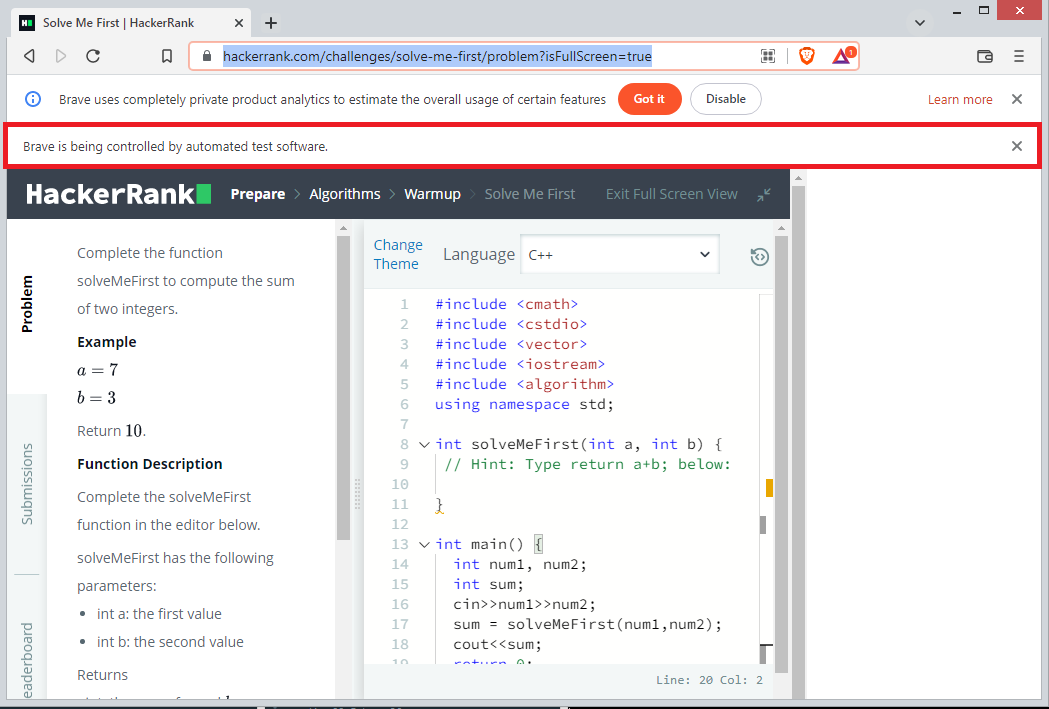 Solve Me First | HackerRank
hackerrank.com/challenges/solve-me-first/problem?isFullScreen=true
1
Brave uses completely private product analytics to estimate the overall usage of certain features
Got it
Disable
Learn more
Brave is being controlled by automated test software.
HackerRank
Prepare > Algorithms > Warmup > Solve Me First
Exit Full Screen View
Problem
Submissions
Complete the function
solveMeFirst to compute the sum
of two integers.
Example
a = 7
b = 3
Return 10.
Function Description
Complete the solveMeFirst
function in the editor below.
solveMeFirst has the following
parameters:
• int a: the first value
• int b: the second value
Returns
Change
Theme
Language
C++
1 #include <cmath>
2 #include <cstdio>
3 #include <vector>
4 #include <iostream>
5 #include <algorithm>
6 using namespace std;
7
8 int solveMeFirst(int a, int b) {
9 // Hint: Type return a+b; below:
10
11 }
12
13 int main() {
14 int num1, num2;
15 int sum;
16 cin>>num1>>num2;
17 sum = solveMeFirst(num1,num2);
18 cout<<sum;
19 return 0;
Line: 20 Col: 2